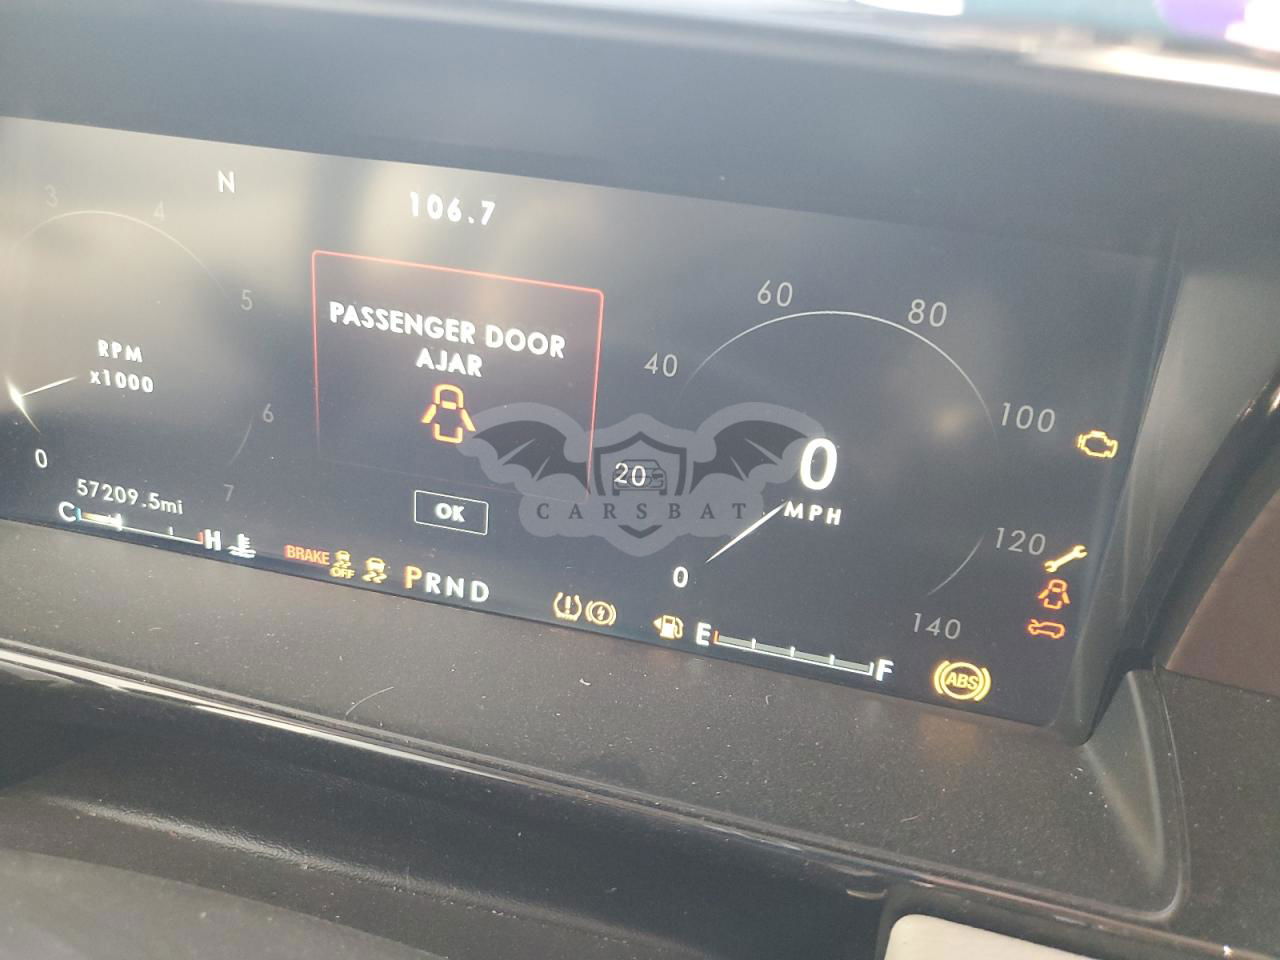 N
106.7
3
4
5
6
7
0
RPM
x1000
57209.5mi
C
H
PASSENGER DOOR
AJAR
OK
BRAKE
OFF
PRND
0
20
40
60
80
100
120
140
0
MPH
E
F
ABS
CARSBAT